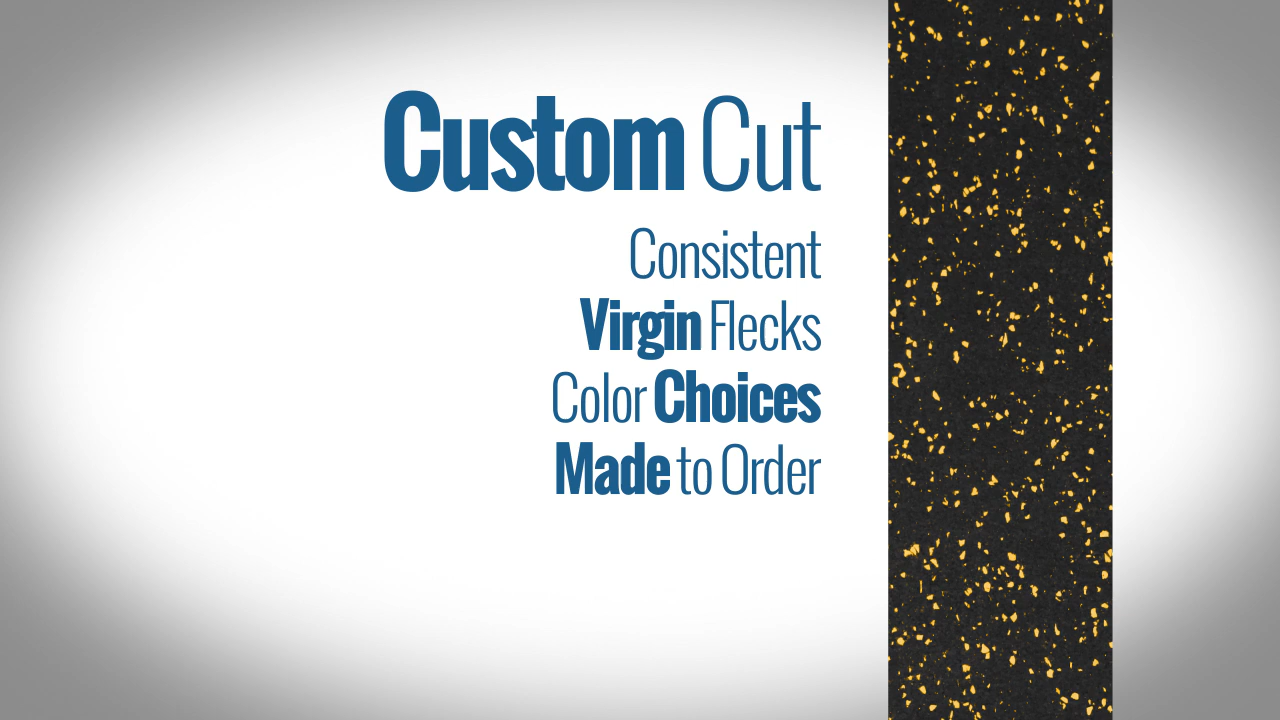 Custom Cut
Consistent
Virgin Flecks
Color Choices
Made to Order